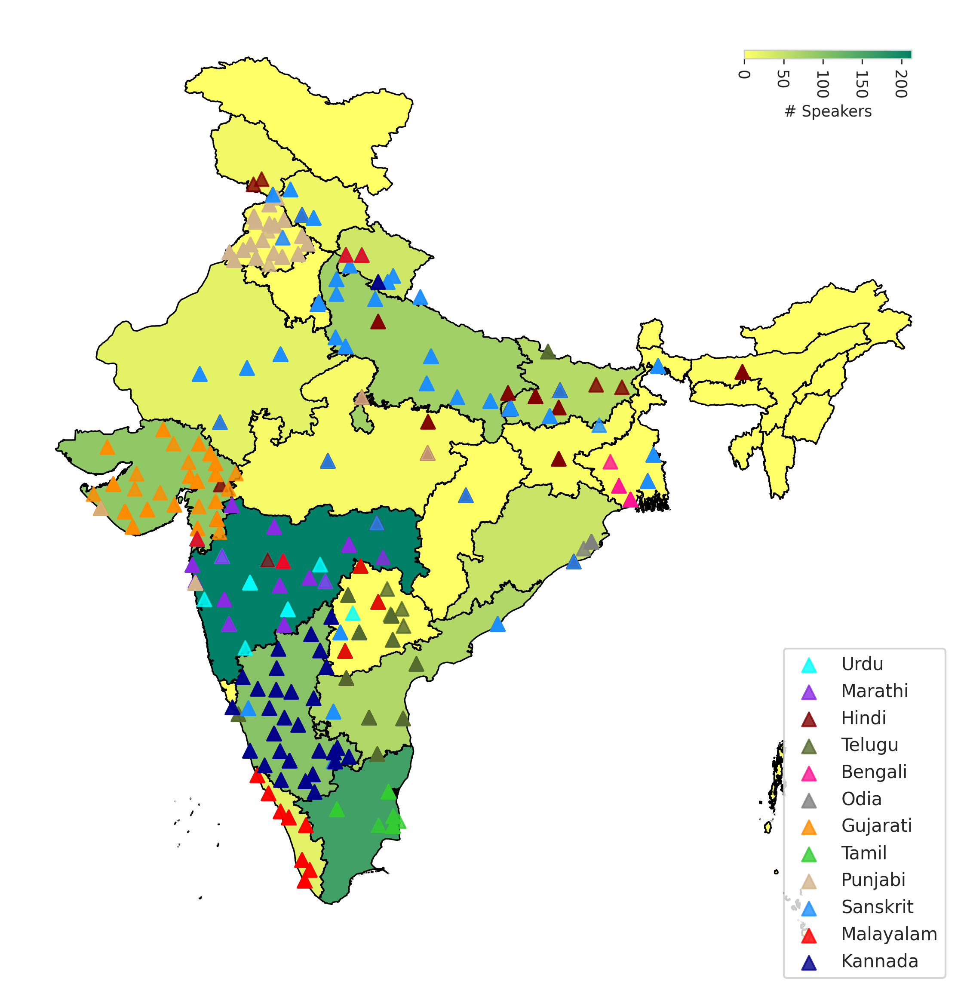 0 50 100 150 200
# Speakers
Urdu
Marathi
Hindi
Telugu
Bengali
Odia
Gujarati
Tamil
Punjabi
Sanskrit
Malayalam
Kannada